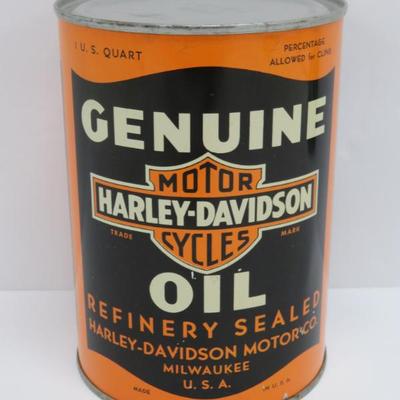 1 U.S. QUART
PERCENTAGE
ALLOWED for CLING
GENUINE
MOTOR
HARLEY-DAVIDSON
TRADE MARK
CYCLES
OIL
REFINERY SEALED
HARLEY-DAVIDSON MOTOR CO.
MILWAUKEE
U.S.A.
MADE IN U.S.A.